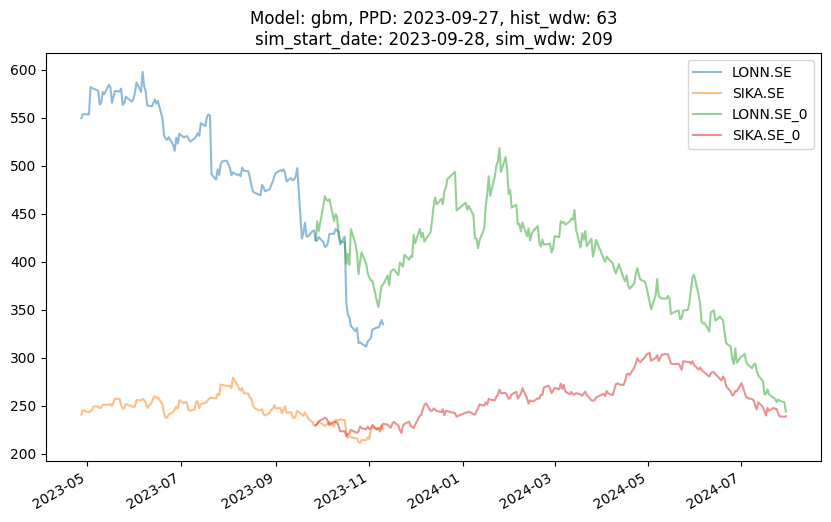 Model: gbm, PPD: 2023-09-27, hist_wdw: 63
sim_start_date: 2023-09-28, sim_wdw: 209
LONN.SE
SIKA.SE
LONN.SE_0
SIKA.SE_0
600
550
500
450
400
350
300
250
200
2023-05
2023-07
2023-09
2023-11
2024-01
2024-03
2024-05
2024-07